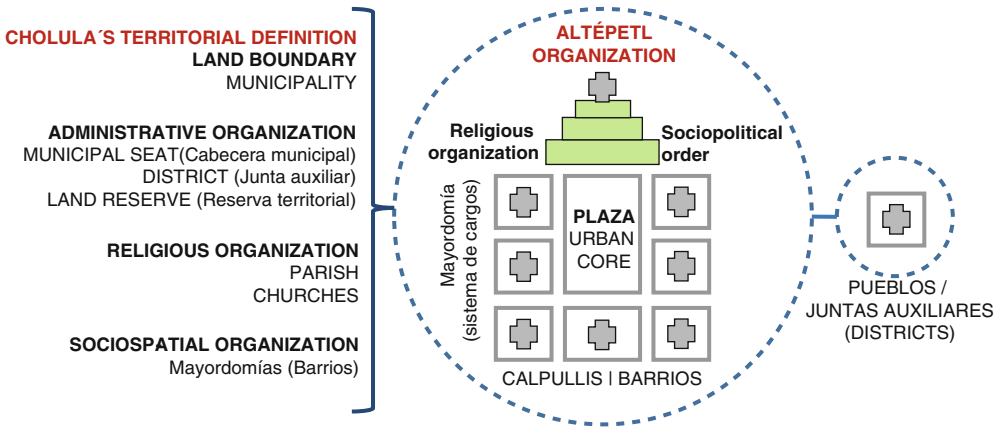 CHOLULA´S TERRITORIAL DEFINITION
LAND BOUNDARY
MUNICIPALITY
ADMINISTRATIVE ORGANIZATION
MUNICIPAL SEAT(Cabecera municipal)
DISTRICT (Junta auxiliar)
LAND RESERVE (Reserva territorial)
RELIGIOUS ORGANIZATION
PARISH
CHURCHES
SOCIOSPATIAL ORGANIZATION
Mayordomías (Barrios)
ALTÉPETL
ORGANIZATION
Religious
organization
Sociopolitical
order
Mayordomía
(sistema de cargos)
PLAZA
URBAN
CORE
CALPULLIS | BARRIOS
PUEBLOS /
JUNTAS AUXILIARES
(DISTRICTS)